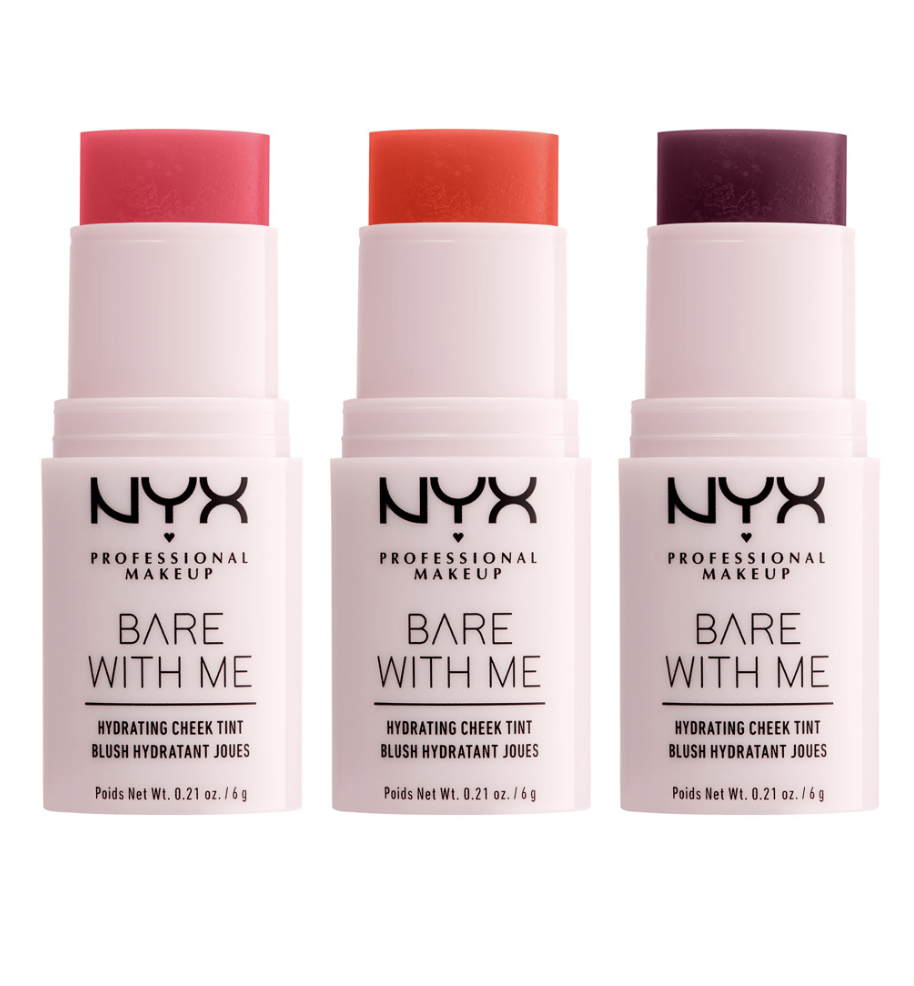 NYX
PROFESSIONAL
MAKEUP
BARE
WITH ME
HYDRATING CHEEK TINT
BLUSH HYDRATANT JOUES
Poids Net Wt. 0.21 oz. / 6 g
NYX
PROFESSIONAL
MAKEUP
BARE
WITH ME
HYDRATING CHEEK TINT
BLUSH HYDRATANT JOUES
Poids Net Wt. 0.21 oz. / 6 g
NYX
PROFESSIONAL
MAKEUP
BARE
WITH ME
HYDRATING CHEEK TINT
BLUSH HYDRATANT JOUES
Poids Net Wt. 0.21 oz. / 6 g